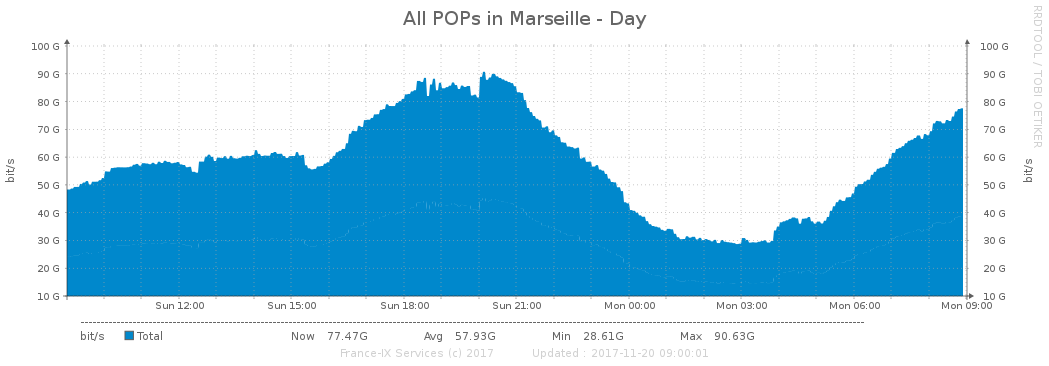 All POPs in Marseille - Day
RRDTOOL / TOBI OETIKER
bit/s
100 G
90 G
80 G
70 G
60 G
50 G
40 G
30 G
20 G
10 G
100 G
90 G
80 G
70 G
60 G
50 G
40 G
30 G
20 G
10 G
bit/s
Sun 12:00 Sun 15:00 Sun 18:00 Sun 21:00 Mon 00:00 Mon 03:00 Mon 06:00 Mon 09:00
bit/s Total Now 77.47G Avg 57.93G Min 28.61G Max 90.63G
France-IX Services (c) 2017 Updated : 2017-11-20 09:00:01